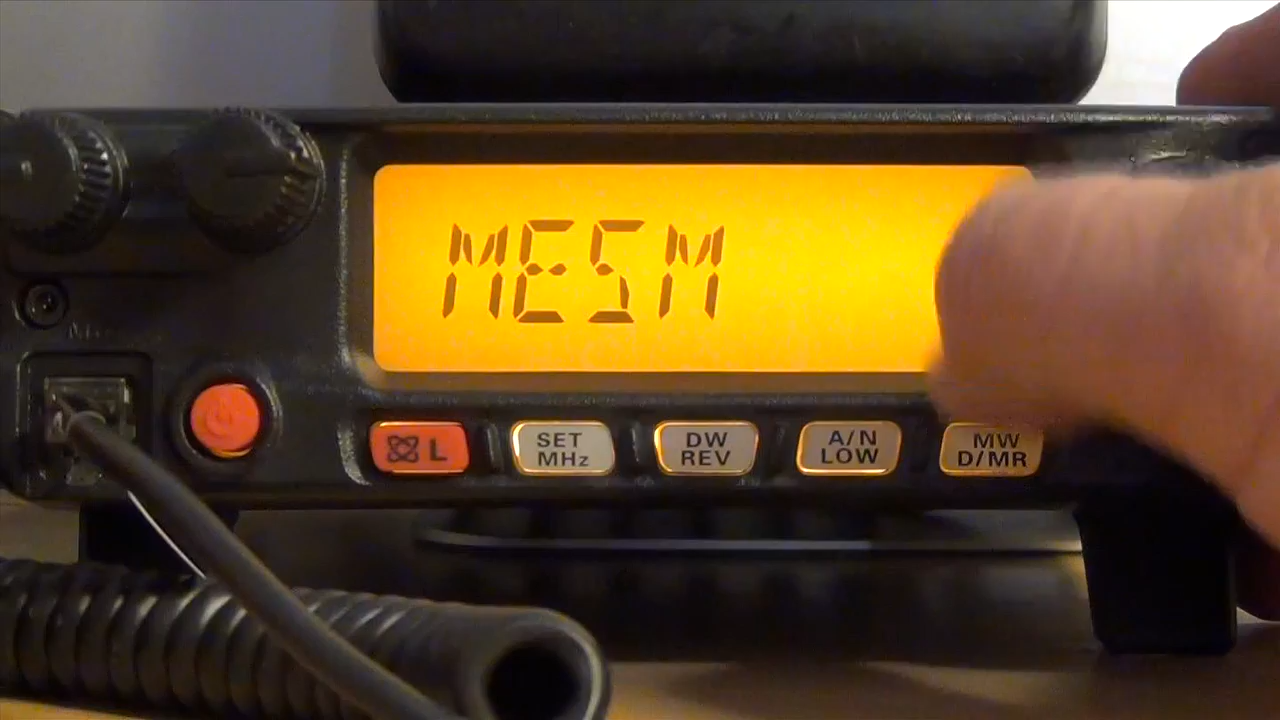 MESM
L
SET
MHz
DW
REV
A/N
LOW
MW
D/MR